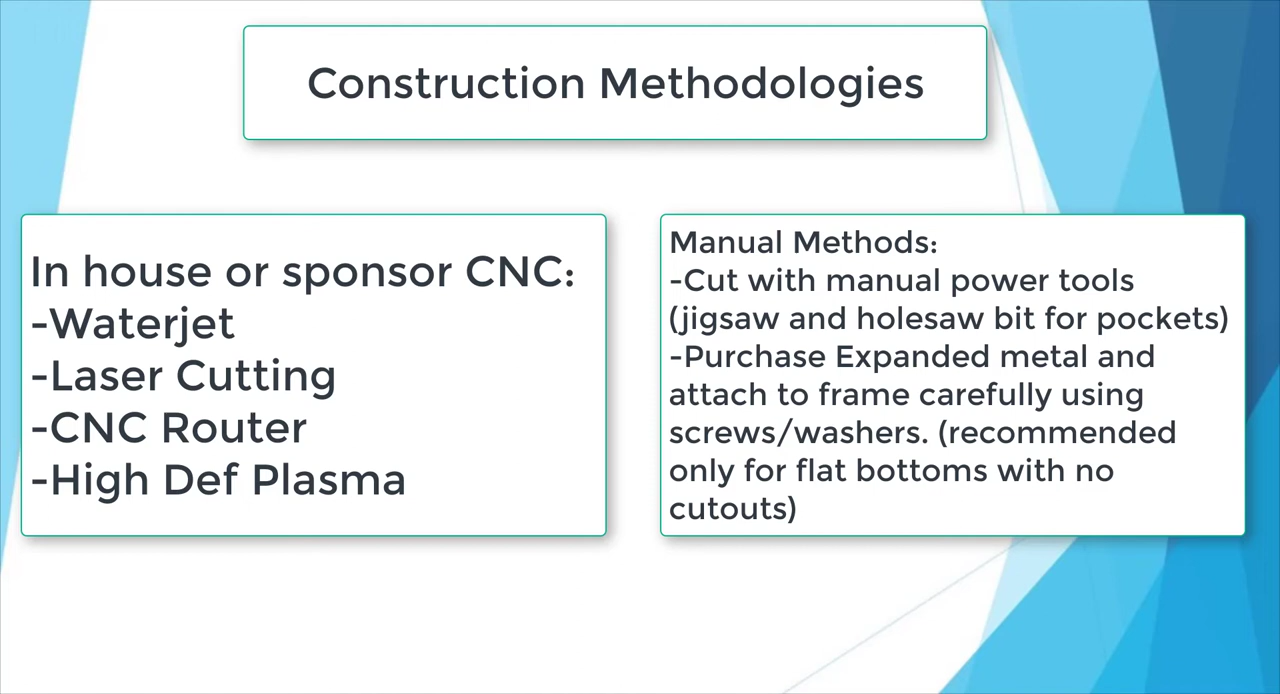 Construction Methodologies
In house or sponsor CNC:
-Waterjet
-Laser Cutting
-CNC Router
-High Def Plasma
Manual Methods:
-Cut with manual power tools
(jigsaw and holesaw bit for pockets)
-Purchase Expanded metal and
attach to frame carefully using
screws/washers. (recommended
only for flat bottoms with no
cutouts)